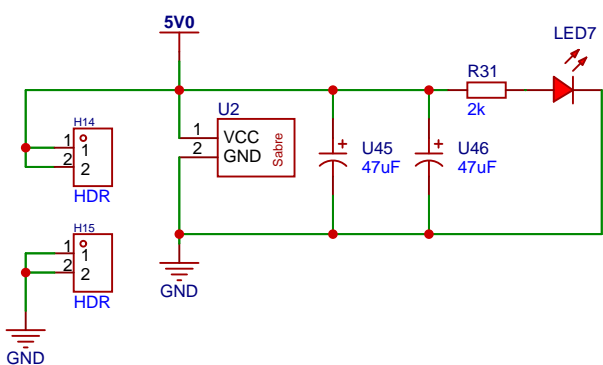 5V0
LED7
R31
2k
H14
1
2
1
2
HDR
U2
1
2
VCC
GND
Sabre
U45
47uF
U46
47uF
H15
1
2
1
2
HDR
GND
GND